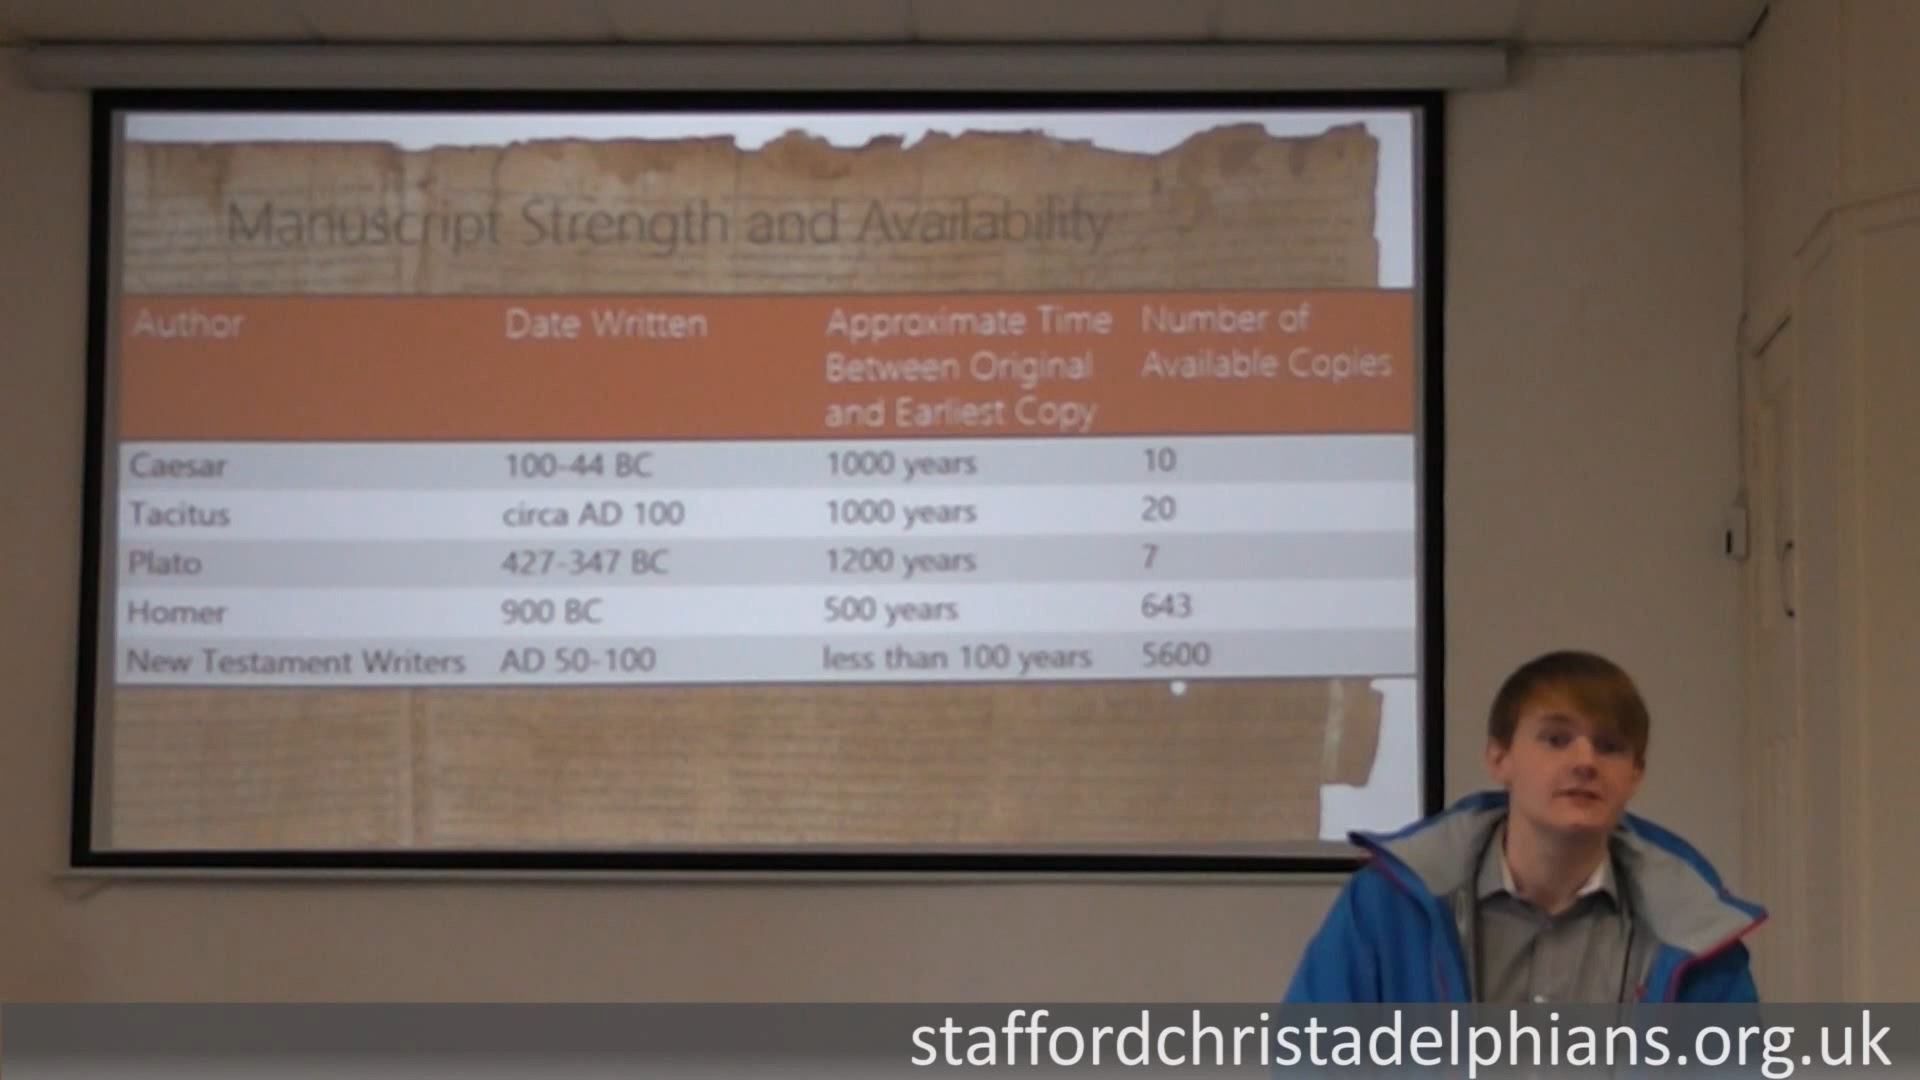 Manuscript Strength and Availability
Author Date Written Approximate Time Number of
Between Original Available Copies
and Earliest Copy
Caesar 100-44 BC 1000 years 10
Tacitus circa AD 100 1000 years 20
Plato 427-347 BC 1200 years 7
Homer 900 BC 500 years 643
New Testament Writers AD 50-100 less than 100 years 5600
staffordchristadelphians.org.uk